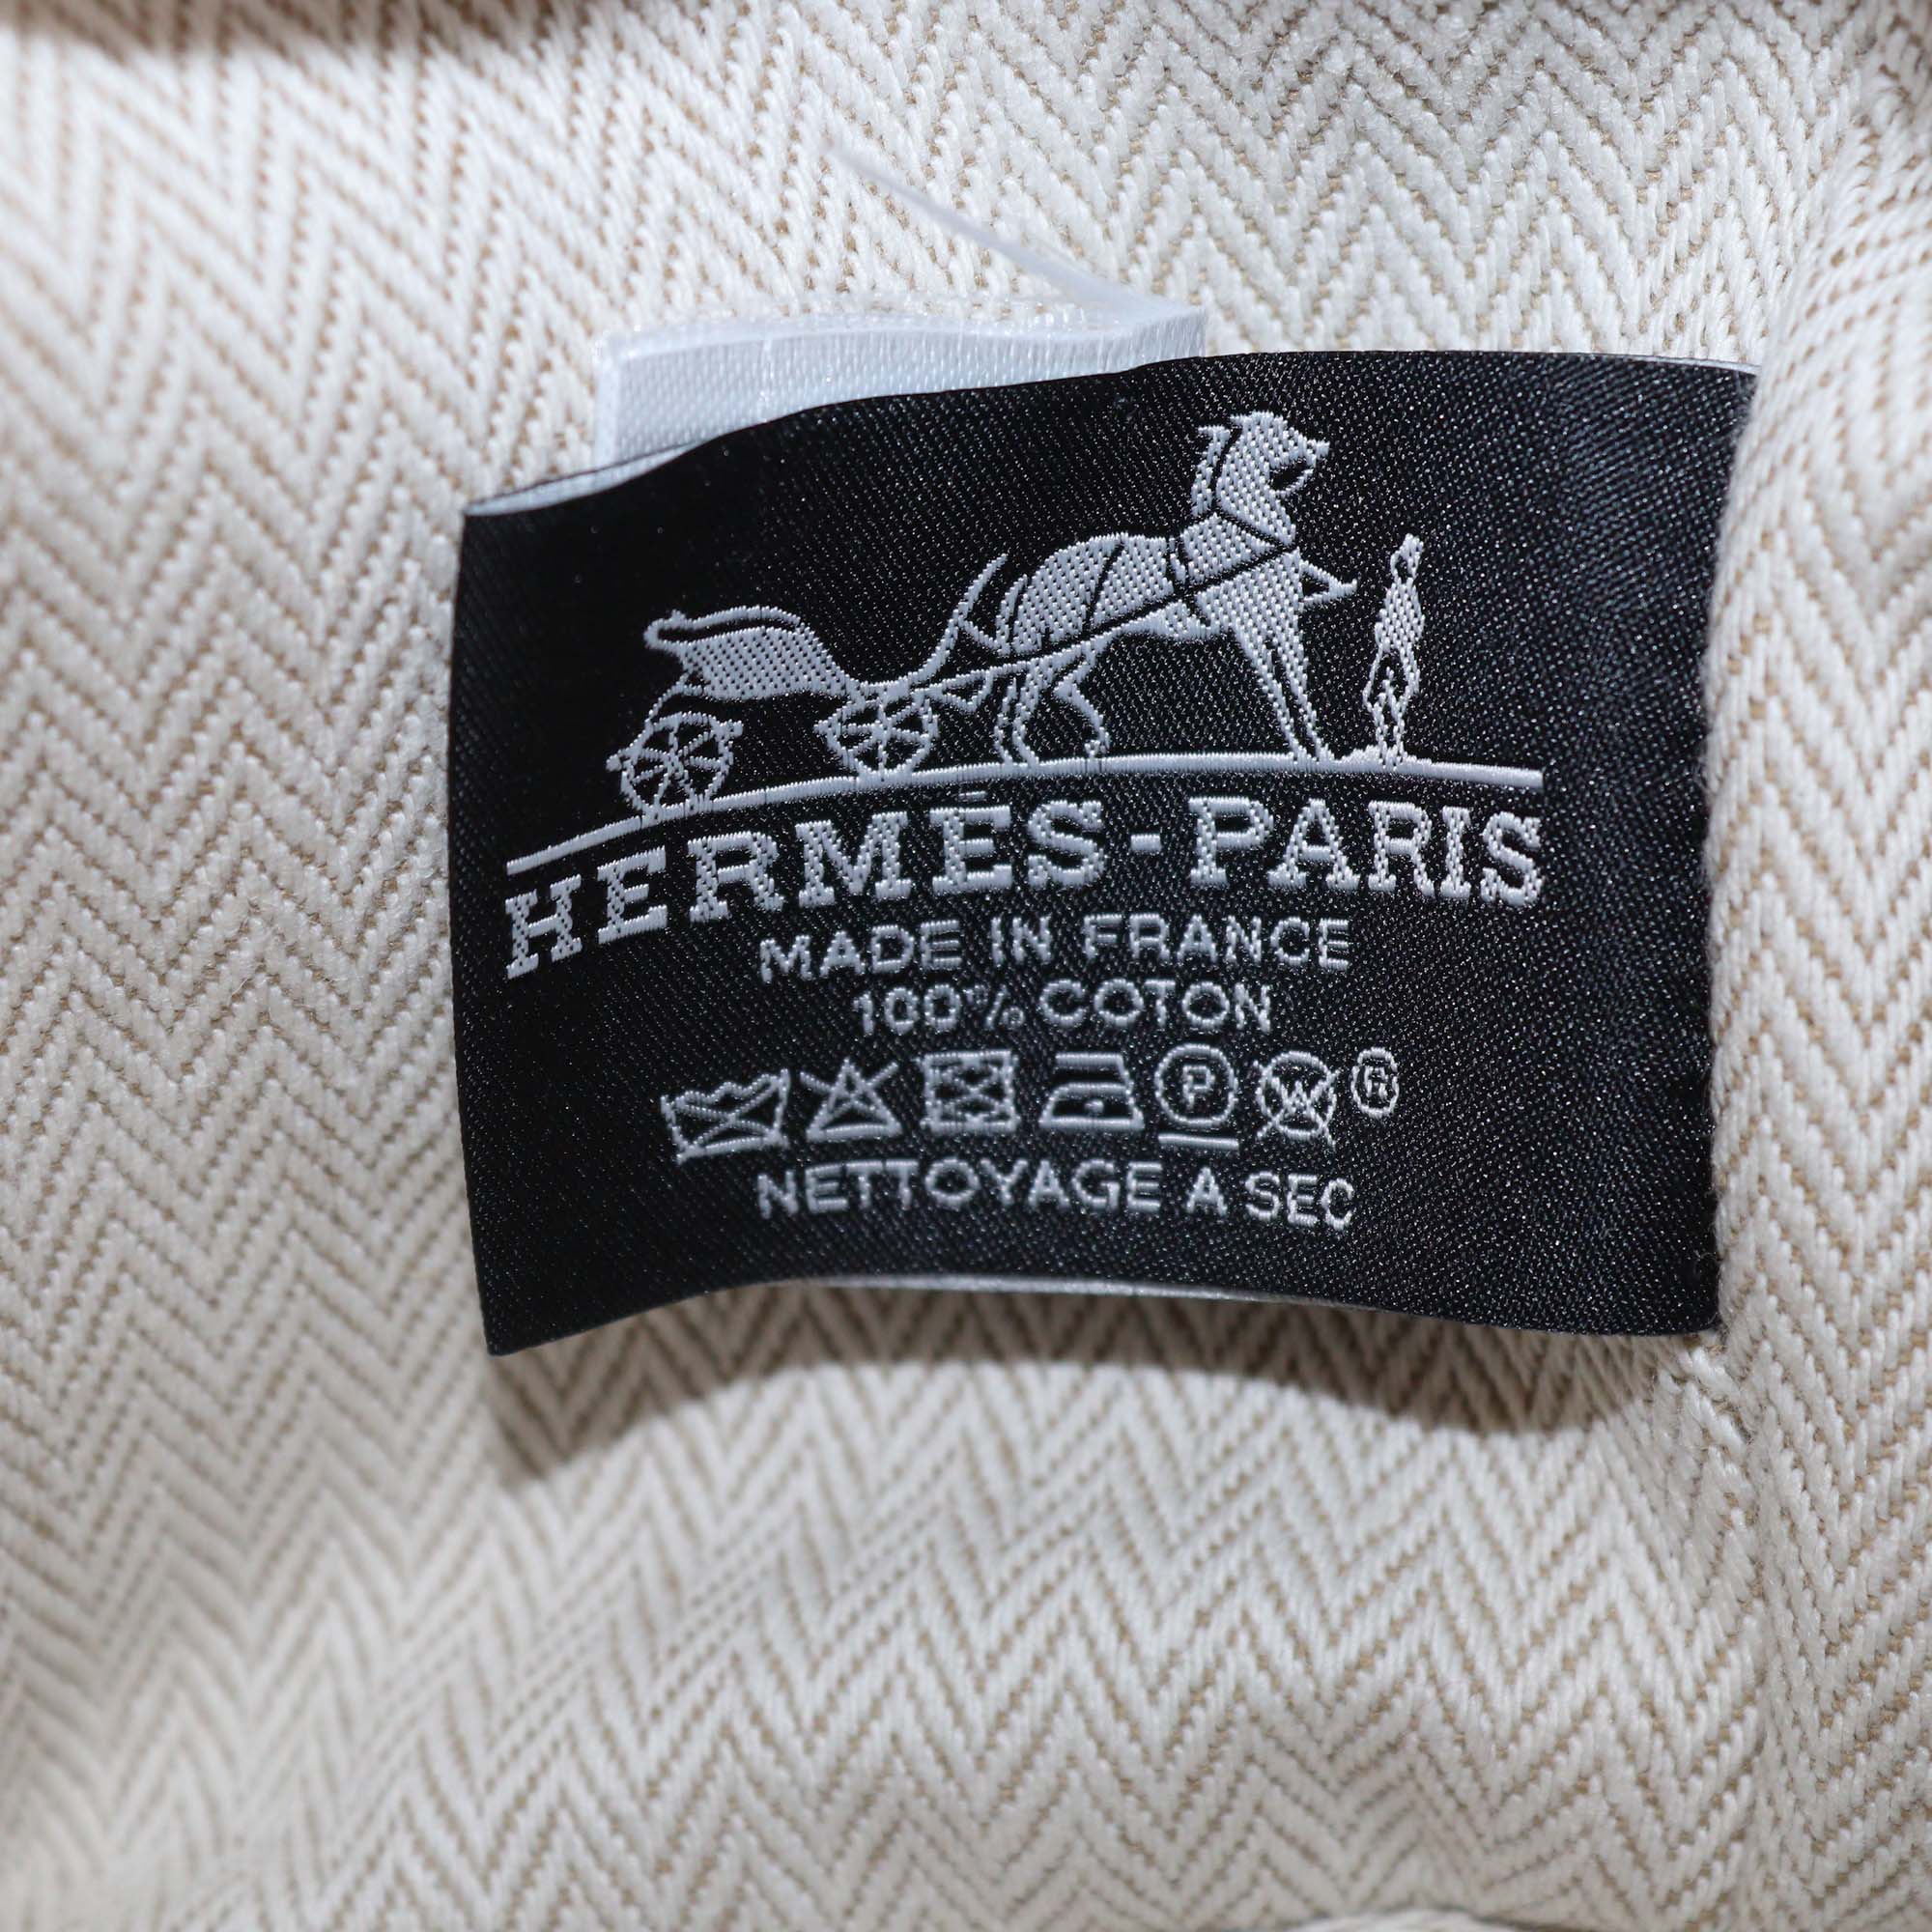 HERMÈS-PARIS
MADE IN FRANCE
100% COTON
P W ®
NETTOYAGE A SEC